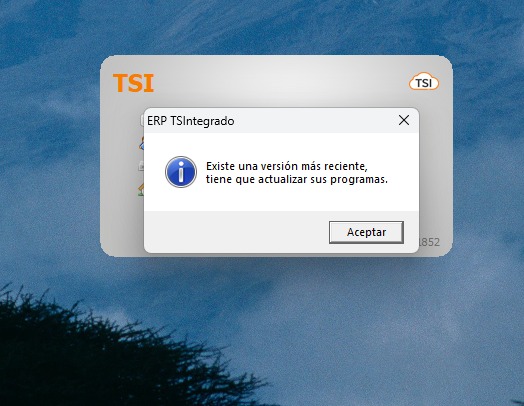 TSI
TSI
ERP TSIntegrado
Existe una versión más reciente,
tiene que actualizar sus programas.
Aceptar
.852